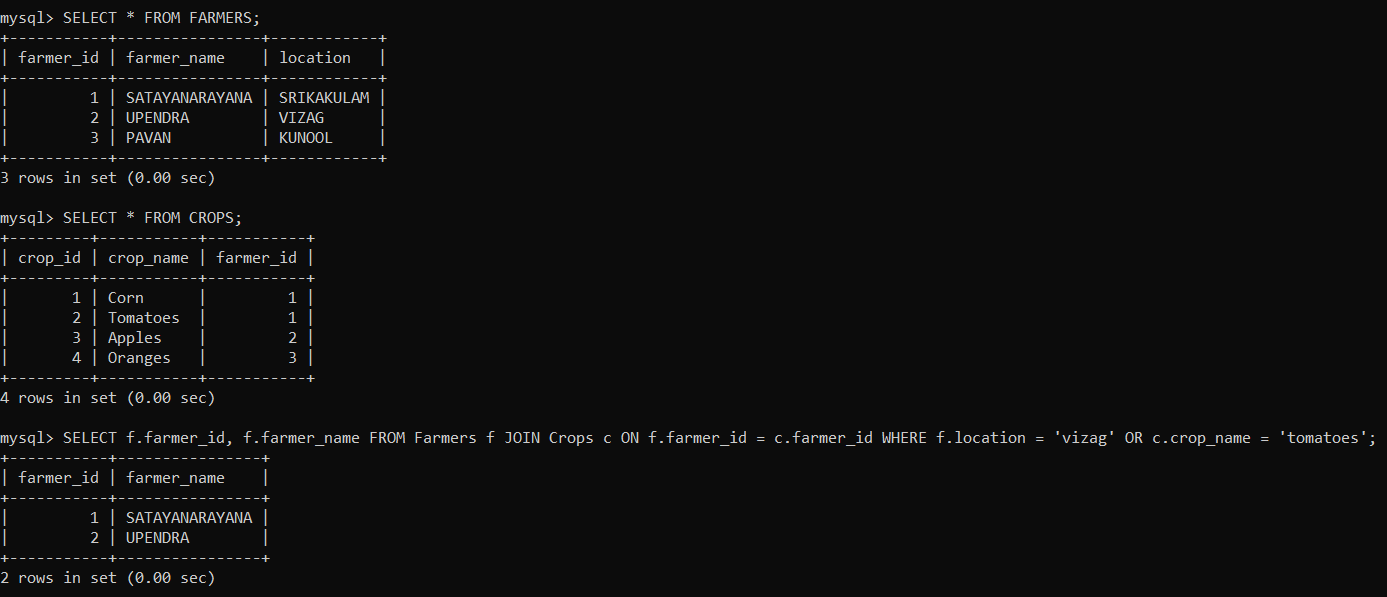 mysql> SELECT * FROM FARMERS;
+-----------+----------------+------------+
| farmer_id | farmer_name    | location   |
+-----------+----------------+------------+
|         1 | SATAYANARAYANA | SRIKAKULAM |
|         2 | UPENDRA        | VIZAG      |
|         3 | PAVAN          | KUNOOL     |
+-----------+----------------+------------+
3 rows in set (0.00 sec)

mysql> SELECT * FROM CROPS;
+---------+-----------+-----------+
| crop_id | crop_name | farmer_id |
+---------+-----------+-----------+
|       1 | Corn      |         1 |
|       2 | Tomatoes  |         1 |
|       3 | Apples    |         2 |
|       4 | Oranges   |         3 |
+---------+-----------+-----------+
4 rows in set (0.00 sec)

mysql> SELECT f.farmer_id, f.farmer_name FROM Farmers f JOIN Crops c ON f.farmer_id = c.farmer_id WHERE f.location = 'vizag' OR c.crop_name = 'tomatoes';
+-----------+----------------+
| farmer_id | farmer_name    |
+-----------+----------------+
|         1 | SATAYANARAYANA |
|         2 | UPENDRA        |
+-----------+----------------+
2 rows in set (0.00 sec)